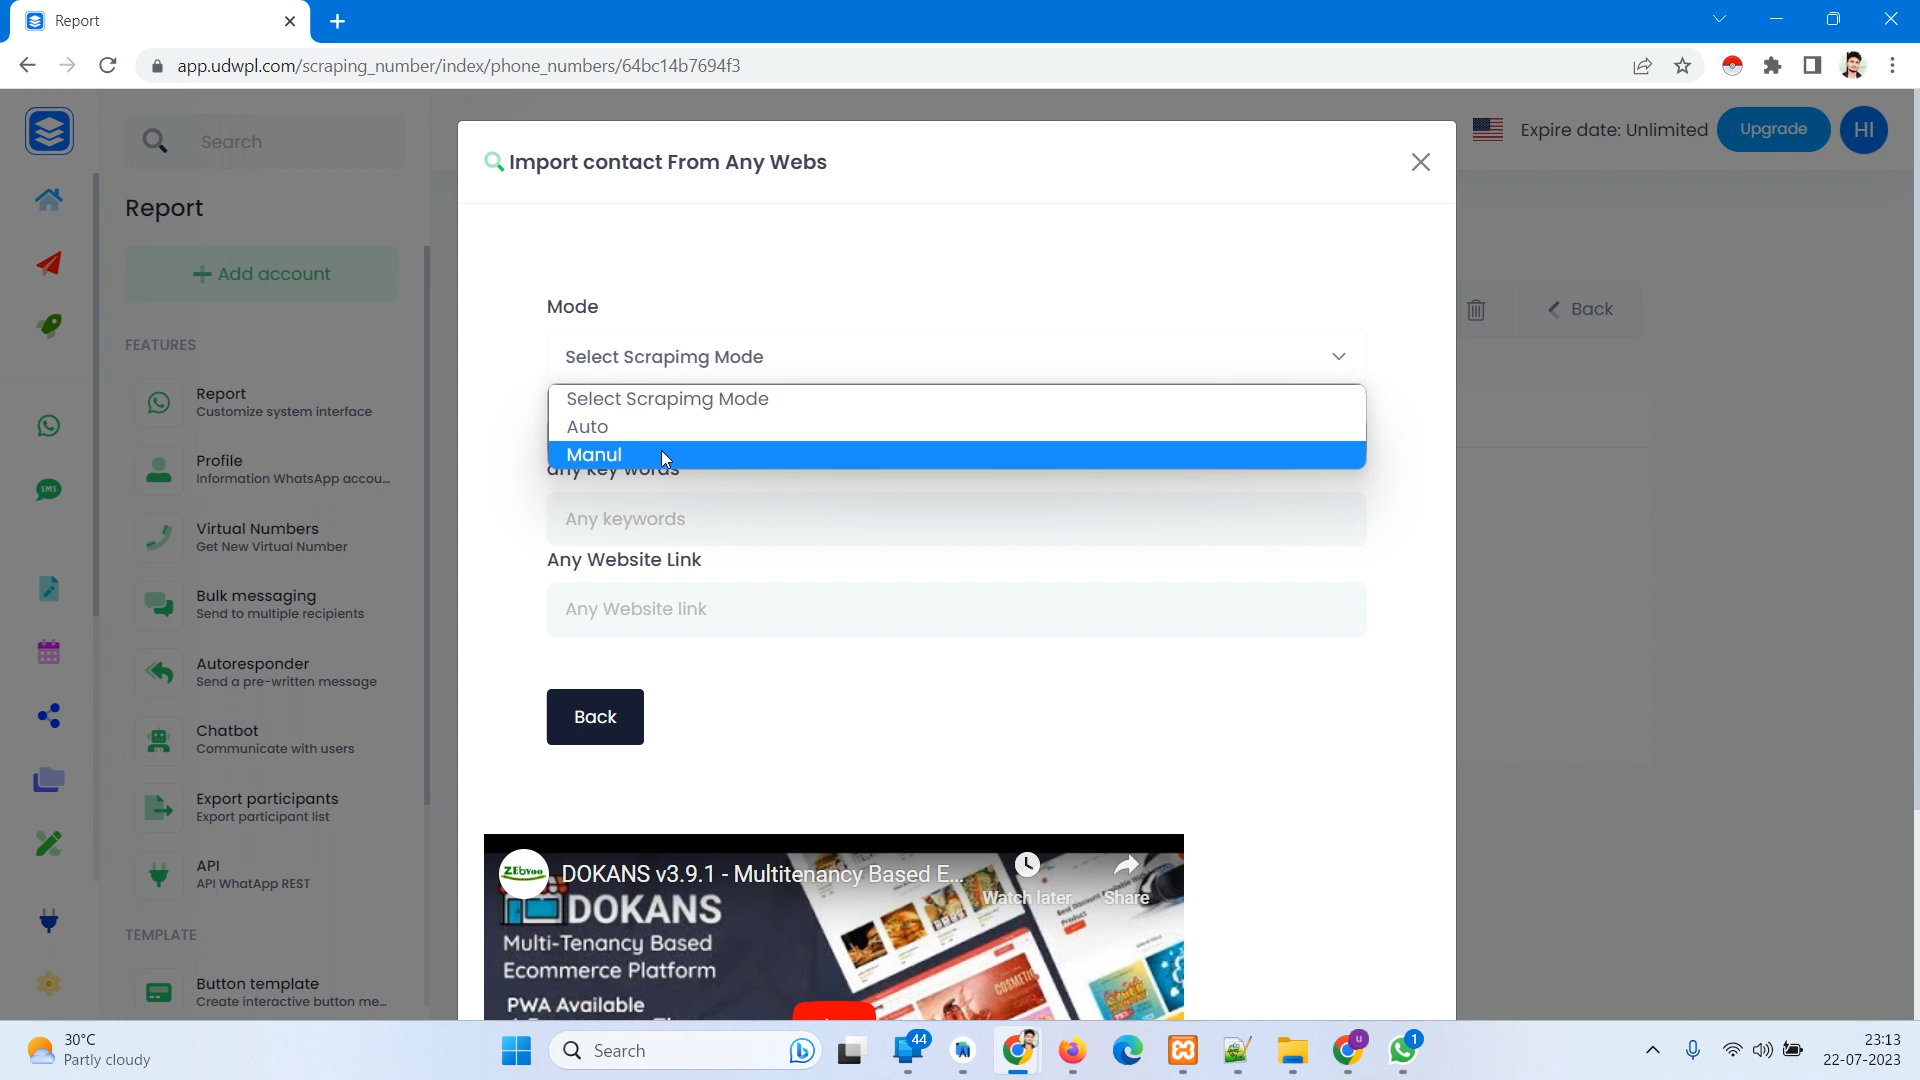 Report
app.udwpl.com/scraping_number/index/phone_numbers/64bc14b7694f3
Search
Import contact From Any Webs
Expire date: Unlimited
Upgrade
HI
Report
Add account
Mode
Select Scrapimg Mode
Select Scrapimg Mode
Auto
Manul
any key words
Any keywords
Any Website Link
Any Website link
Back
Back
FEATURES
Report
Customize system interface
Profile
Information WhatsApp accou...
Virtual Numbers
Get New Virtual Number
Bulk messaging
Send to multiple recipients
Autoresponder
Send a pre-written message
Chatbot
Communicate with users
Export participants
Export participant list
API
API WhatApp REST
TEMPLATE
Button template
Create interactive button me...
SMS
ZEbYoo
DOKANS v3.9.1 - Multitenancy Based E...
Watch later
Share
DOKANS
Multi-Tenancy Based
Ecommerce Platform
PWA Available
COSMETIC
30°C
Partly cloudy
Search
44
u
1
23:13
22-07-2023